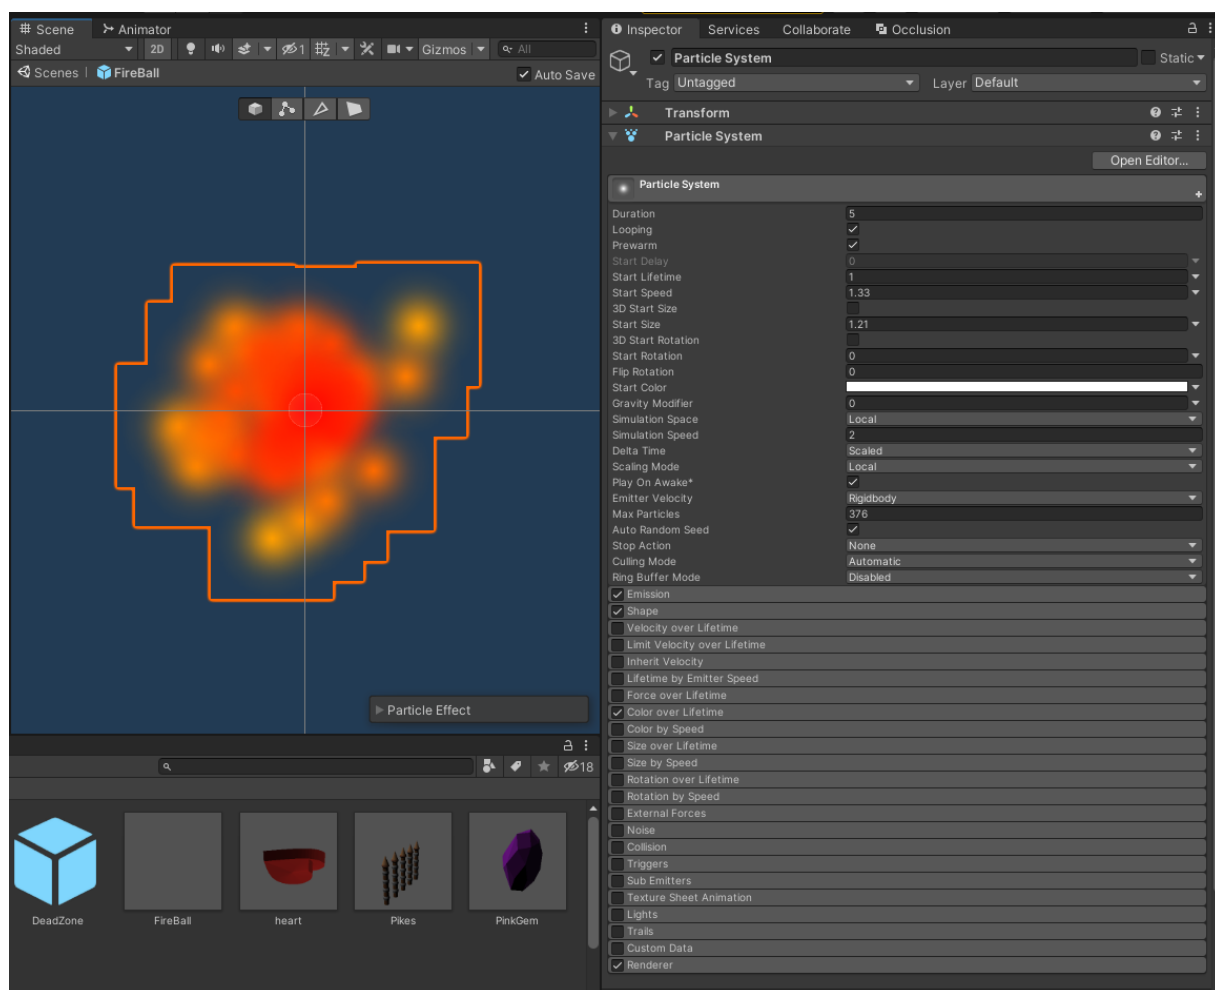 Scene Animator
Shaded 2D 1 Gizmos All
Scenes FireBall Auto Save
Particle Effect
18
DeadZone FireBall heart Pikes PinkGem
Inspector Services Collaborate Occlusion
Particle System Static
Tag Untagged Layer Default
Transform
Particle System
Open Editor...
Particle System
Duration 5
Looping
Prewarm
Start Delay 0
Start Lifetime 1
Start Speed 1.33
3D Start Size
Start Size 1.21
3D Start Rotation
Start Rotation 0
Flip Rotation 0
Start Color
Gravity Modifier 0
Simulation Space Local
Simulation Speed 2
Delta Time Scaled
Scaling Mode Local
Play On Awake*
Emitter Velocity Rigidbody
Max Particles 376
Auto Random Seed
Stop Action None
Culling Mode Automatic
Ring Buffer Mode Disabled
Emission
Shape
Velocity over Lifetime
Limit Velocity over Lifetime
Inherit Velocity
Lifetime by Emitter Speed
Force over Lifetime
Color over Lifetime
Color by Speed
Size over Lifetime
Size by Speed
Rotation over Lifetime
Rotation by Speed
External Forces
Noise
Collision
Triggers
Sub Emitters
Texture Sheet Animation
Lights
Trails
Custom Data
Renderer